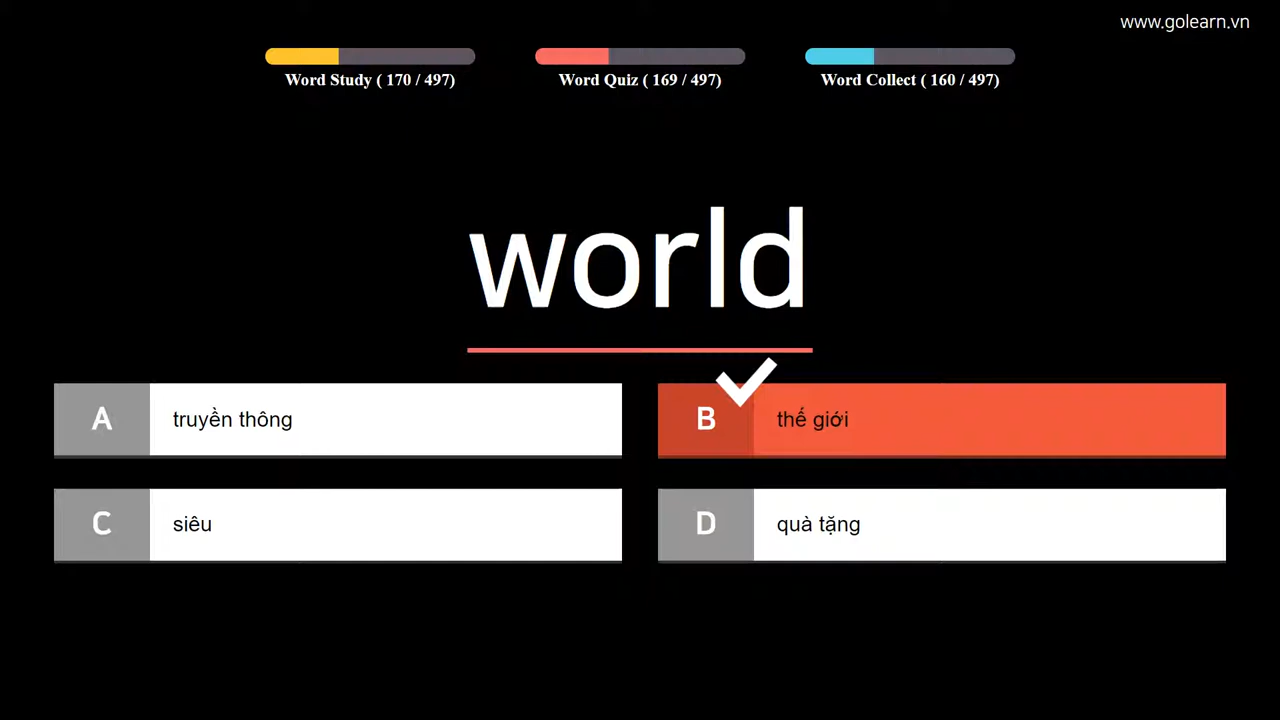 www.golearn.vn
Word Study ( 170 / 497)
Word Quiz ( 169 / 497)
Word Collect ( 160 / 497)
world
A truyền thông
B thế giới
C siêu
D quà tặng